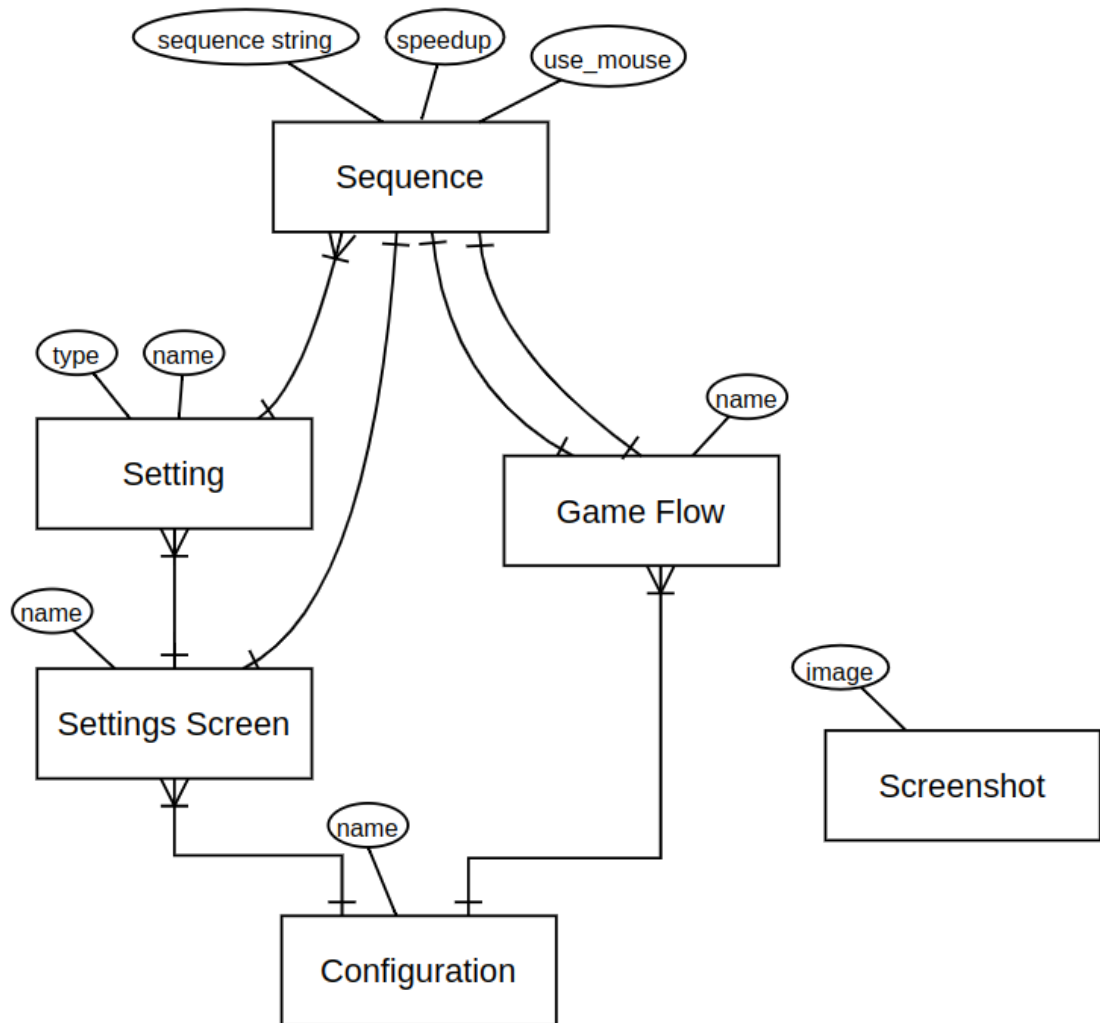 sequence string
speedup
use_mouse
Sequence
type
name
Setting
name
Game Flow
name
Settings Screen
image
Screenshot
name
Configuration